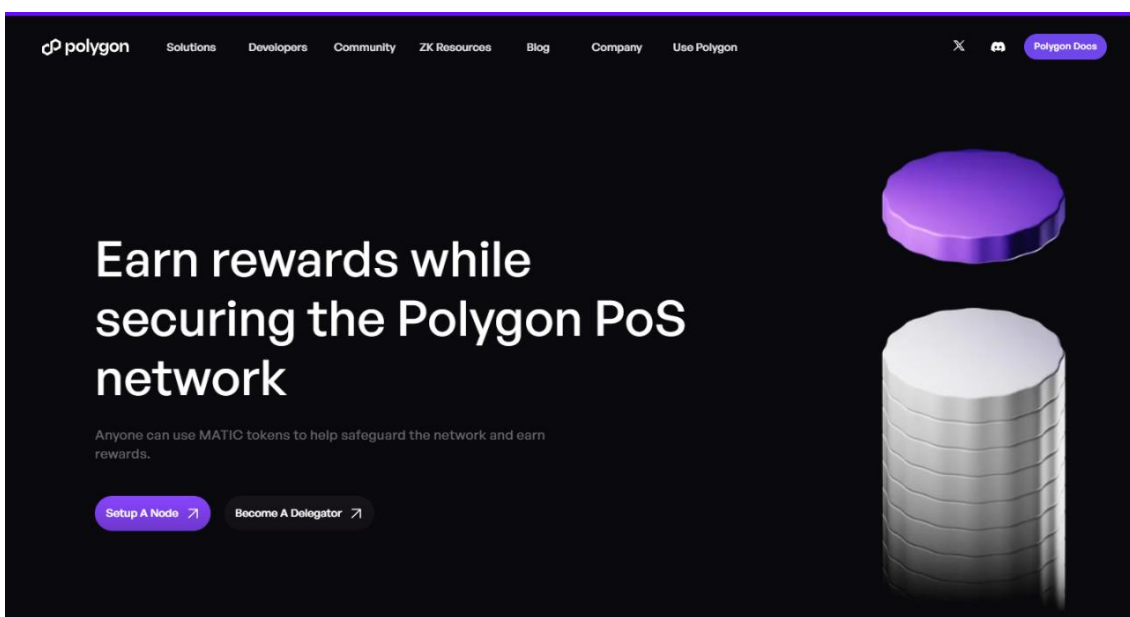 polygon Solutions Developers Community ZK Resources Blog Company Use Polygon X Polygon Docs
Earn rewards while
securing the Polygon PoS
network
Anyone can use MATIC tokens to help safeguard the network and earn
rewards.
Setup A Node Become A Delegator